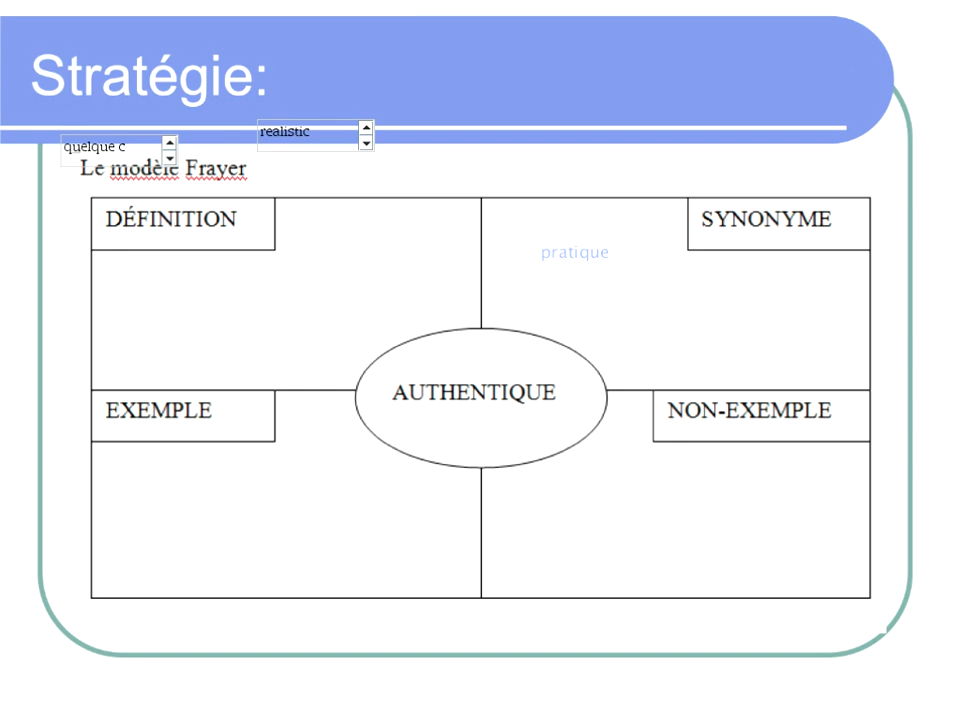 Stratégie:
realistic
quelque c
Le modèle Frayer
DÉFINITION
SYNONYME
pratique
AUTHENTIQUE
EXEMPLE
NON-EXEMPLE